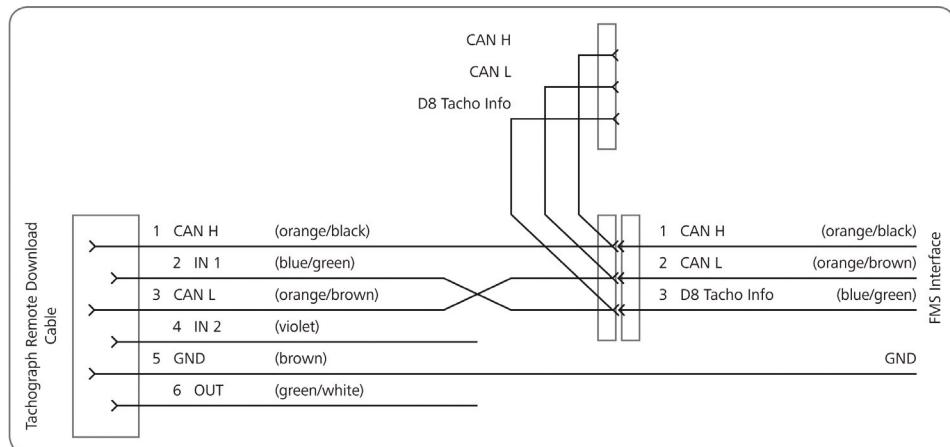 CAN H
CAN L
D8 Tacho Info
Tachograph Remote Download
Cable
1 CAN H (orange/black)
2 IN 1 (blue/green)
3 CAN L (orange/brown)
4 IN 2 (violet)
5 GND (brown)
6 OUT (green/white)
1 CAN H (orange/black)
2 CAN L (orange/brown)
3 D8 Tacho Info (blue/green)
GND
FMS Interface